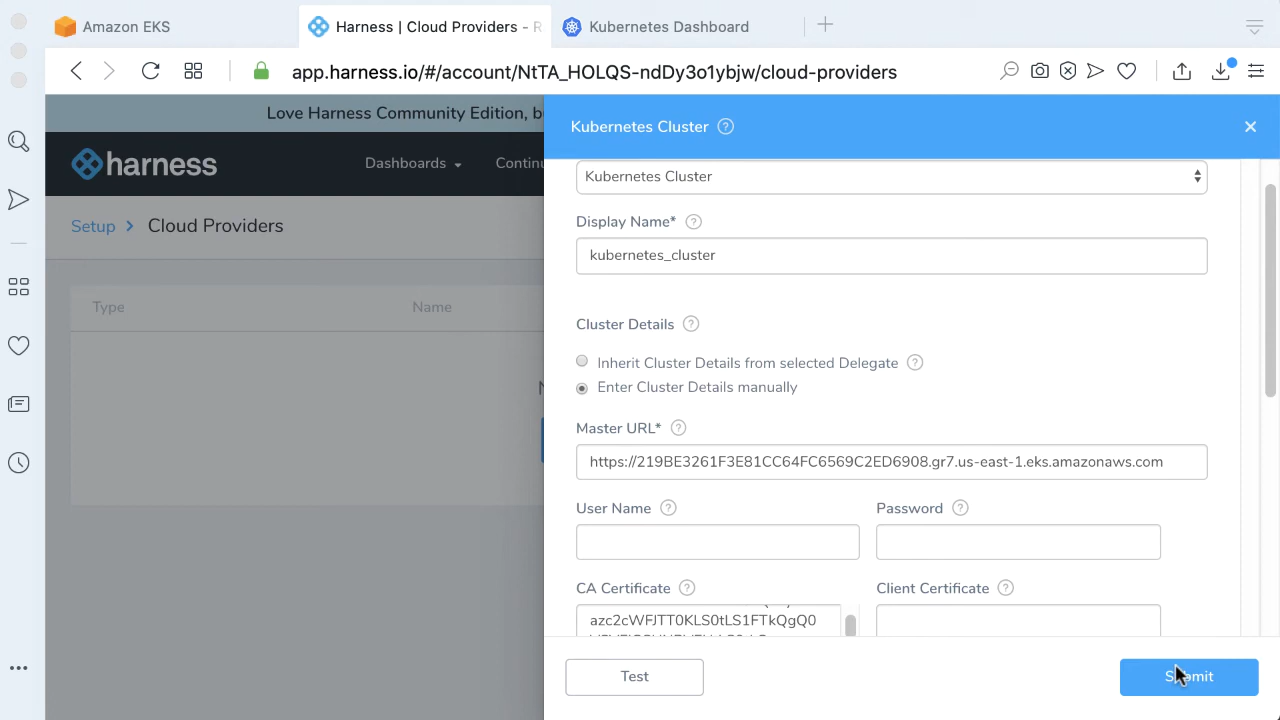 Amazon EKS
Harness | Cloud Providers - R
Kubernetes Dashboard
app.harness.io/#/account/NtTA_HOLQS-ndDy3o1ybjw/cloud-providers
Love Harness Community Edition, b
Kubernetes Cluster ?
harness
Dashboards
Continu
Kubernetes Cluster
Setup > Cloud Providers
Display Name* ?
kubernetes_cluster
Type
Name
Cluster Details ?
Inherit Cluster Details from selected Delegate ?
Enter Cluster Details manually
Master URL* ?
https://219BE3261F3E81CC64FC6569C2ED6908.gr7.us-east-1.eks.amazonaws.com
User Name ?
Password ?
CA Certificate ?
Client Certificate ?
azc2cWFJTT0KLS0tLS1FTkQgQ0
Test
Submit